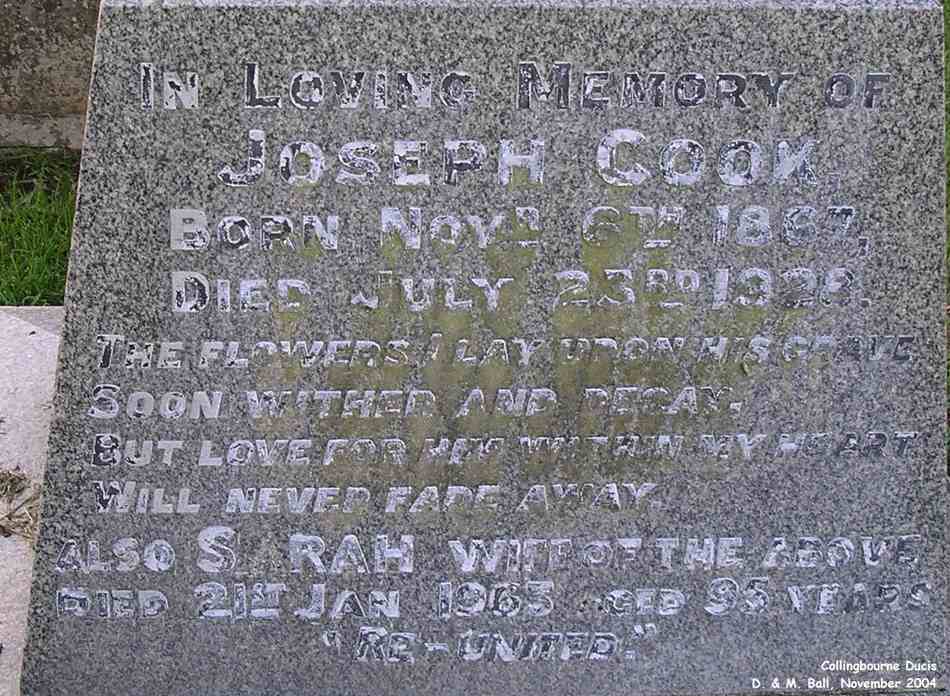 IN LOVING MEMORY OF
JOSEPH COOK,
BORN NOVR 6TH 1867,
DIED JULY 23RD 1928.
THE FLOWERS I LAY UPON HIS GRAVE
SOON WITHER AND DECAY.
BUT LOVE FOR HIM WITHIN MY HEART
WILL NEVER FADE AWAY.
ALSO SARAH WIFE OF THE ABOVE
DIED 21ST JAN 1963 AGED 95 YEARS
"RE-UNITED."
Collingbourne Ducis
D. & M. Ball, November 2004